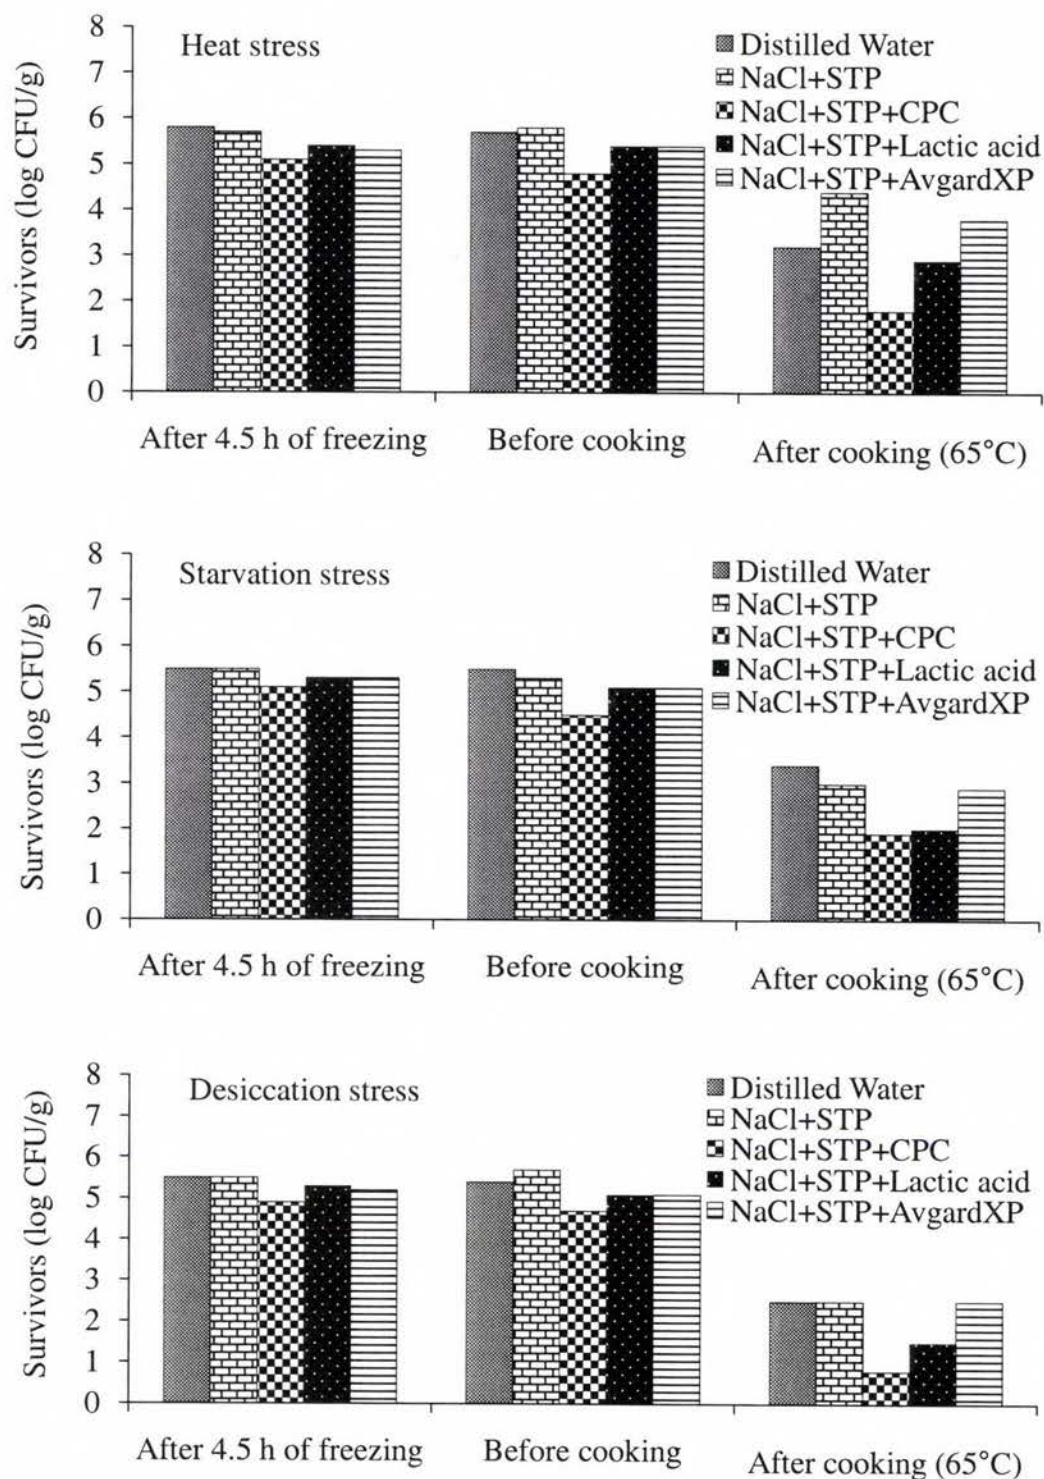 8
7
6
5
4
3
2
1
0
Survivors (log CFU/g)
Heat stress
Distilled Water
NaCl+STP
NaCl+STP+CPC
NaCl+STP+Lactic acid
NaCl+STP+AvgardXP
After 4.5 h of freezing
Before cooking
After cooking (65°C)
8
7
6
5
4
3
2
1
0
Survivors (log CFU/g)
Starvation stress
Distilled Water
NaCl+STP
NaCl+STP+CPC
NaCl+STP+Lactic acid
NaCl+STP+AvgardXP
After 4.5 h of freezing
Before cooking
After cooking (65°C)
8
7
6
5
4
3
2
1
0
Survivors (log CFU/g)
Desiccation stress
Distilled Water
NaCl+STP
NaCl+STP+CPC
NaCl+STP+Lactic acid
NaCl+STP+AvgardXP
After 4.5 h of freezing
Before cooking
After cooking (65°C)